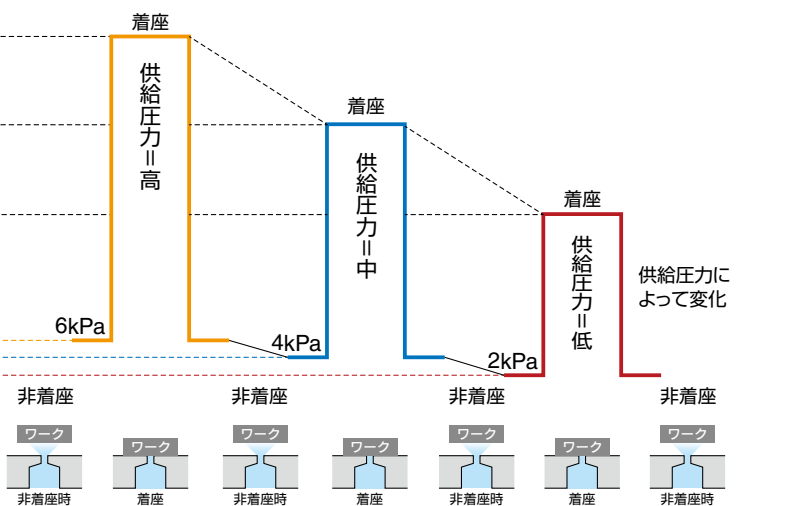 着座
供給圧力＝高
着座
供給圧力＝中
着座
供給圧力＝低
供給圧力に
よって変化
6kPa
4kPa
2kPa
非着座
非着座
非着座
非着座
ワーク
ワーク
ワーク
ワーク
ワーク
ワーク
ワーク
非着座時
着座
非着座時
着座
非着座時
着座
非着座時